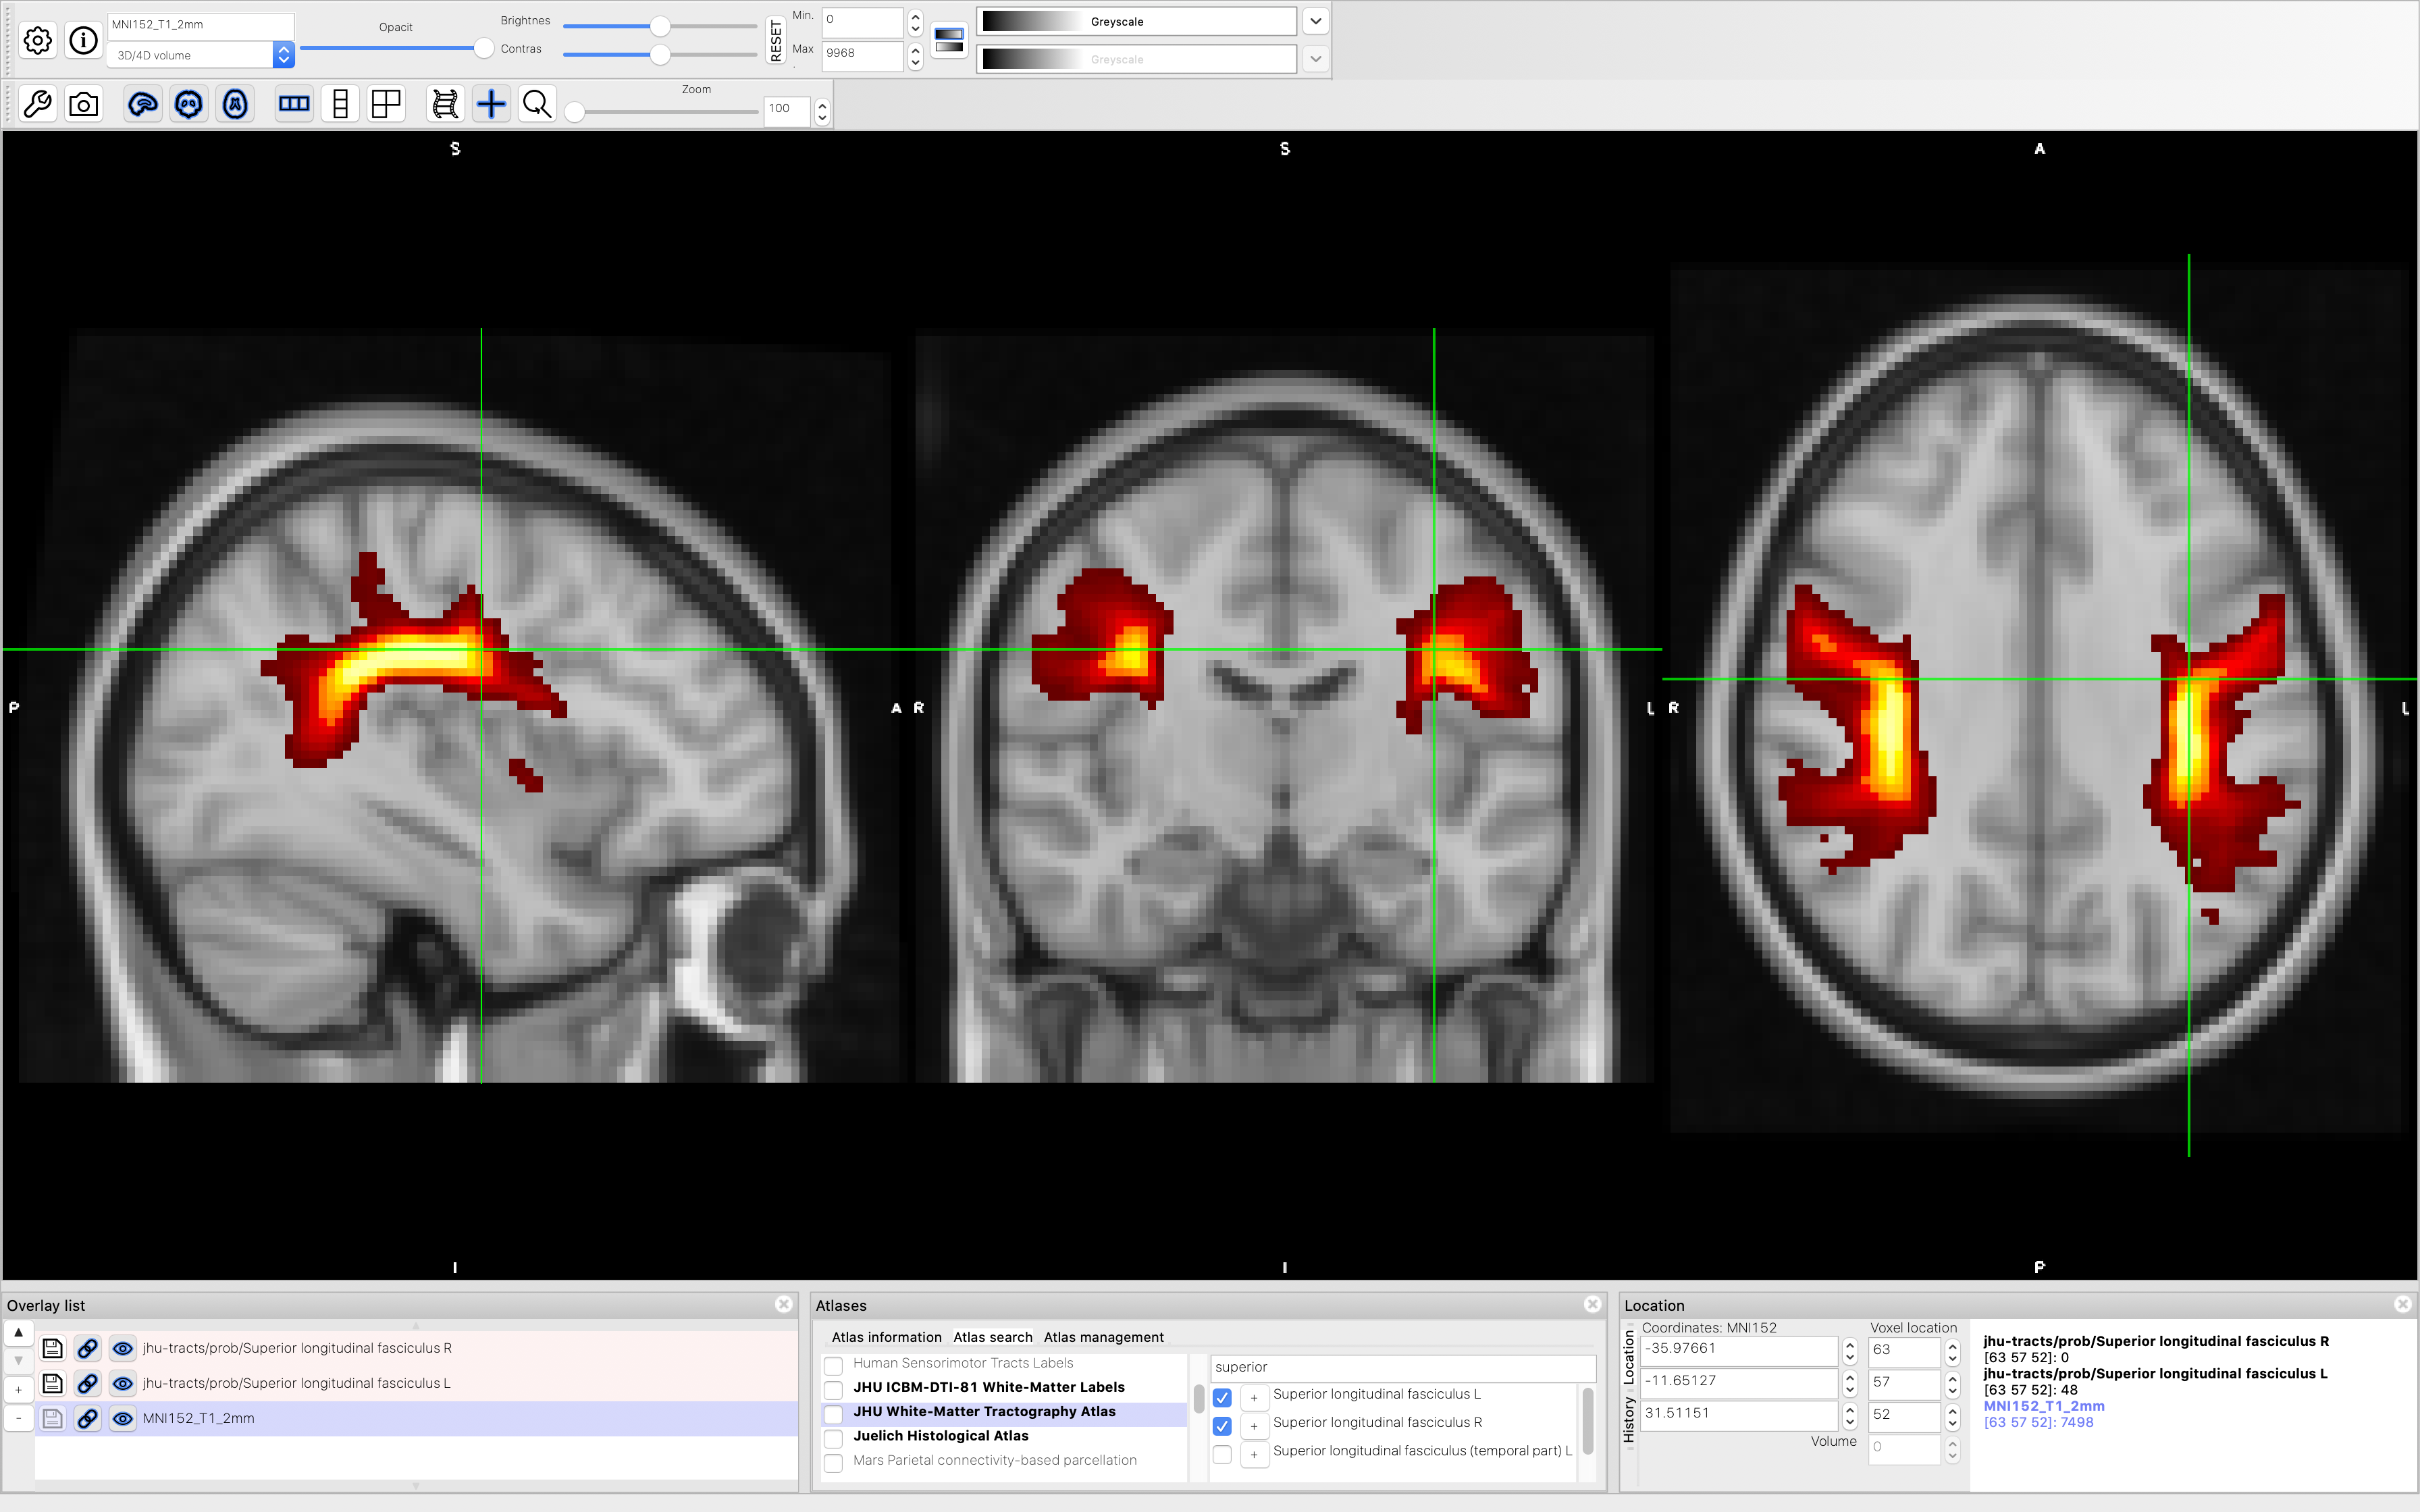 MNI152_T1_2mm
3D/4D volume
Opacit
Brightnes
Contras
RESET
Min. 0
Max 9968
.
Greyscale
Greyscale
Zoom
100
S
S
A
P
A
R
L
R
L
I
I
P
Overlay list
jhu-tracts/prob/Superior longitudinal fasciculus R
jhu-tracts/prob/Superior longitudinal fasciculus L
MNI152_T1_2mm
Atlases
Atlas information Atlas search Atlas management
Human Sensorimotor Tracts Labels
JHU ICBM-DTI-81 White-Matter Labels
JHU White-Matter Tractography Atlas
Juelich Histological Atlas
Mars Parietal connectivity-based parcellation
superior
+ Superior longitudinal fasciculus L
+ Superior longitudinal fasciculus R
+ Superior longitudinal fasciculus (temporal part) L
Location
Location
History
Coordinates: MNI152
-35.97661
-11.65127
31.51151
Voxel location
63
57
52
Volume 0
jhu-tracts/prob/Superior longitudinal fasciculus R
[63 57 52]: 0
jhu-tracts/prob/Superior longitudinal fasciculus L
[63 57 52]: 48
MNI152_T1_2mm
[63 57 52]: 7498